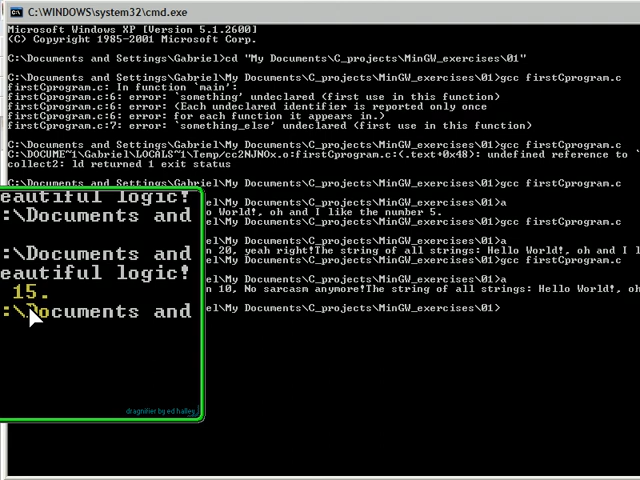 C:\WINDOWS\system32\cmd.exe
Microsoft Windows XP [Version 5.1.2600]
(C) Copyright 1985-2001 Microsoft Corp.
C:\Documents and Settings\Gabriel>cd "My Documents\C_projects\MinGW_exercises\01"
C:\Documents and Settings\Gabriel\My Documents\C_projects\MinGW_exercises\01>gcc firstCprogram.c
firstCprogram.c: In function `main':
firstCprogram.c:6: error: `something' undeclared (first use in this function)
firstCprogram.c:6: error: (Each undeclared identifier is reported only once
firstCprogram.c:6: error: for each function it appears in.)
firstCprogram.c:7: error: `something_else' undeclared (first use in this function)
C:\Documents and Settings\Gabriel\My Documents\C_projects\MinGW_exercises\01>gcc firstCprogram.c
C:\DOCUME~1\Gabriel\LOCALS~1\Temp/cc2NJNOx.o:firstCprogram.c:(.text+0x48): undefined reference to `
collect2: ld returned 1 exit status
C:\Documents and Settings\Gabriel\My Documents\C_projects\MinGW_exercises\01>gcc firstCprogram.c
el\My Documents\C_projects\MinGW_exercises\01>a
o World!, oh and I like the number 5.
el\My Documents\C_projects\MinGW_exercises\01>gcc firstCprogram.c
el\My Documents\C_projects\MinGW_exercises\01>a
n 20, yeah right!The string of all strings: Hello World!, oh and I l
el\My Documents\C_projects\MinGW_exercises\01>gcc firstCprogram.c
el\My Documents\C_projects\MinGW_exercises\01>a
n 10, No sarcasm anymore!The string of all strings: Hello World!, oh
el\My Documents\C_projects\MinGW_exercises\01>
eautiful logic!
:\Documents and
:\Documents and
eautiful logic!
15.
:\Documents and
dragnifier by ed halley